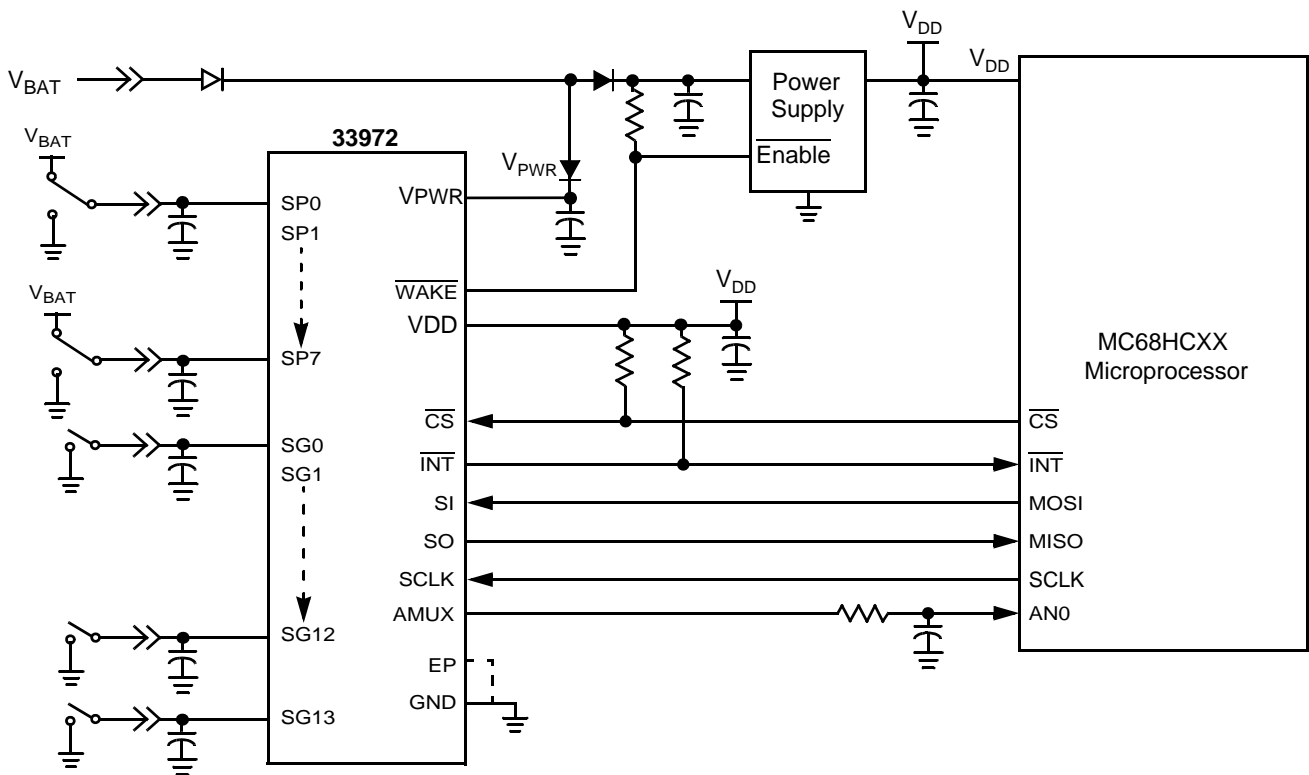 V_BAT
V_DD
V_DD
Power
Supply
Enable
33972
V_BAT
V_PWR
VPWR
SP0
SP1
WAKE
V_BAT
V_DD
VDD
SP7
MC68HCXX
Microprocessor
CS
CS
SG0
INT
INT
SG1
SI
MOSI
SO
MISO
SCLK
SCLK
AMUX
AN0
SG12
EP
GND
SG13